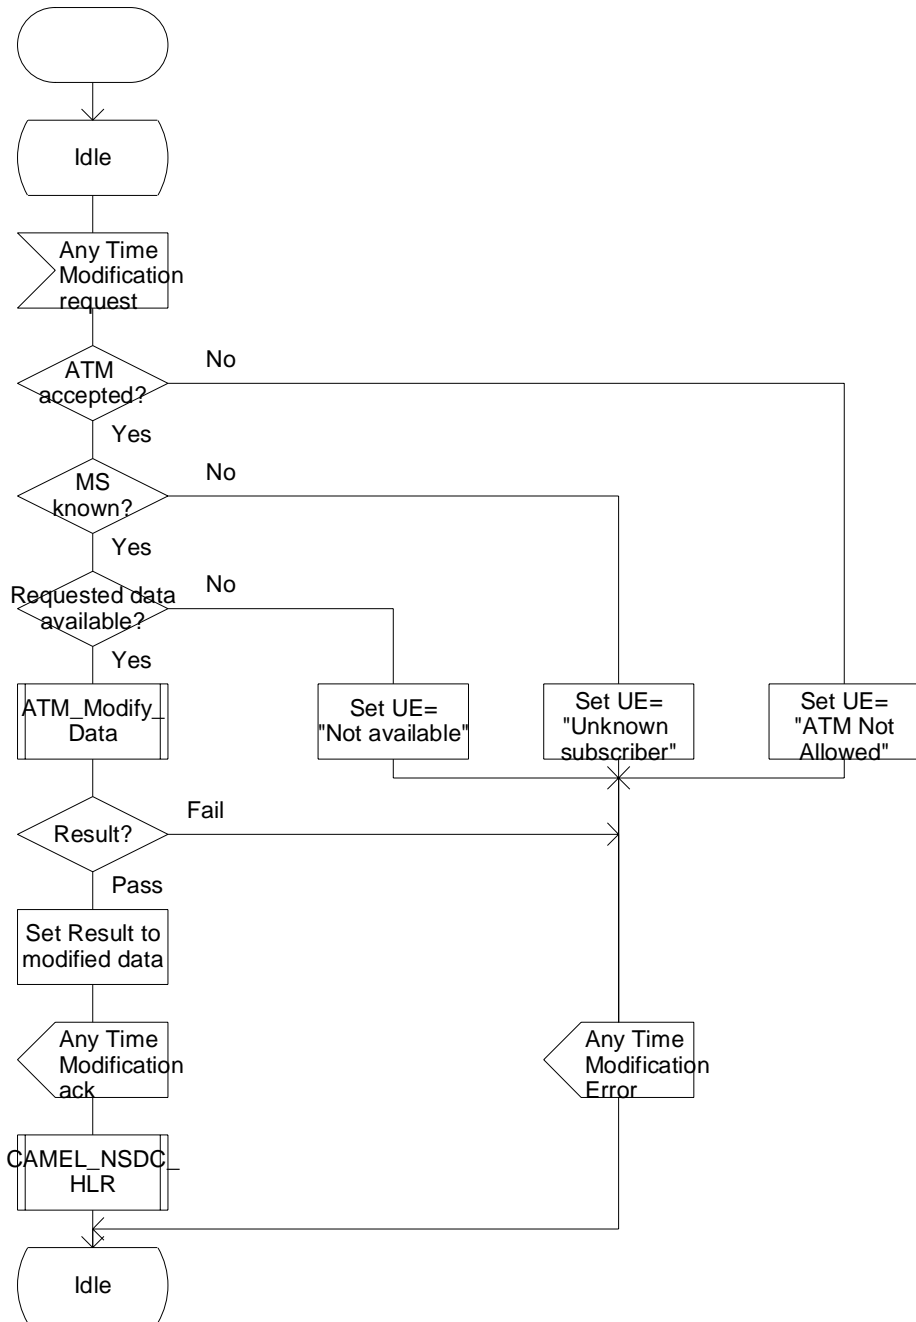 Idle
Any Time
Modification
request
ATM
accepted?
No
Yes
MS
known?
No
Yes
Requested data
available?
No
Yes
ATM_Modify_
Data
Set UE=
"Not available"
Set UE=
"Unknown
subscriber"
Set UE=
"ATM Not
Allowed"
Result?
Fail
Pass
Set Result to
modified data
Any Time
Modification
ack
Any Time
Modification
Error
CAMEL_NSDC_
HLR
Idle